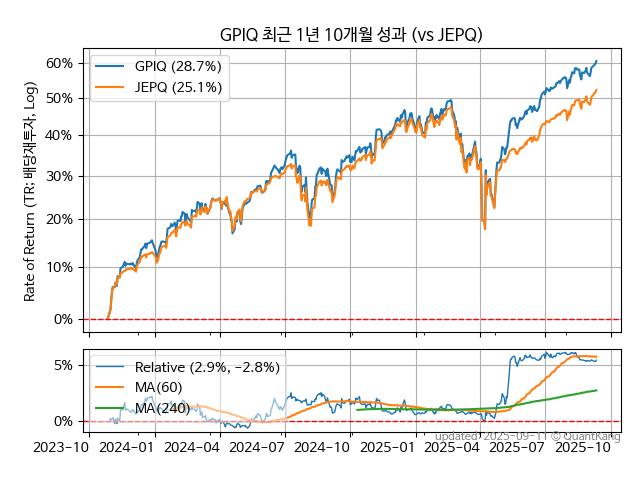 GPIQ 최근 1년 10개월 성과 (vs JEPQ)
Rate of Return (TR: 배당재투자, Log)
60%
50%
40%
30%
20%
10%
0%
GPIQ (28.7%)
JEPQ (25.1%)
5%
0%
Relative (2.9%, −2.8%)
MA(60)
MA(240)
2023-10 2024-01 2024-04 2024-07 2024-10 2025-01 2025-04 2025-07 2025-10
updated: 2025-09-11 © QuantKang